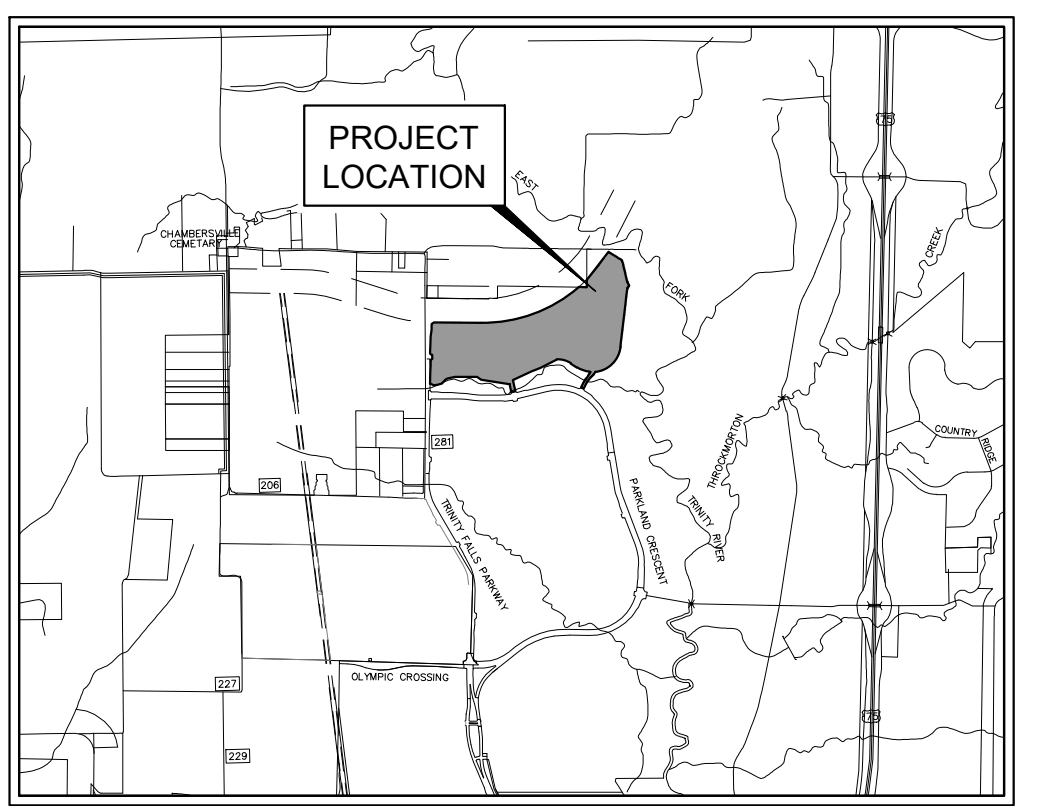 75
PROJECT
LOCATION
EAST
CHAMBERSVILLE
CEMETARY
CREEK
FORK
COUNTRY
RIDGE
281
THROCKMORTON
206
PARKLAND CRESCENT
TRINITY
RIVER
TRINITY FALLS PARKWAY
OLYMPIC CROSSING
227
75
229